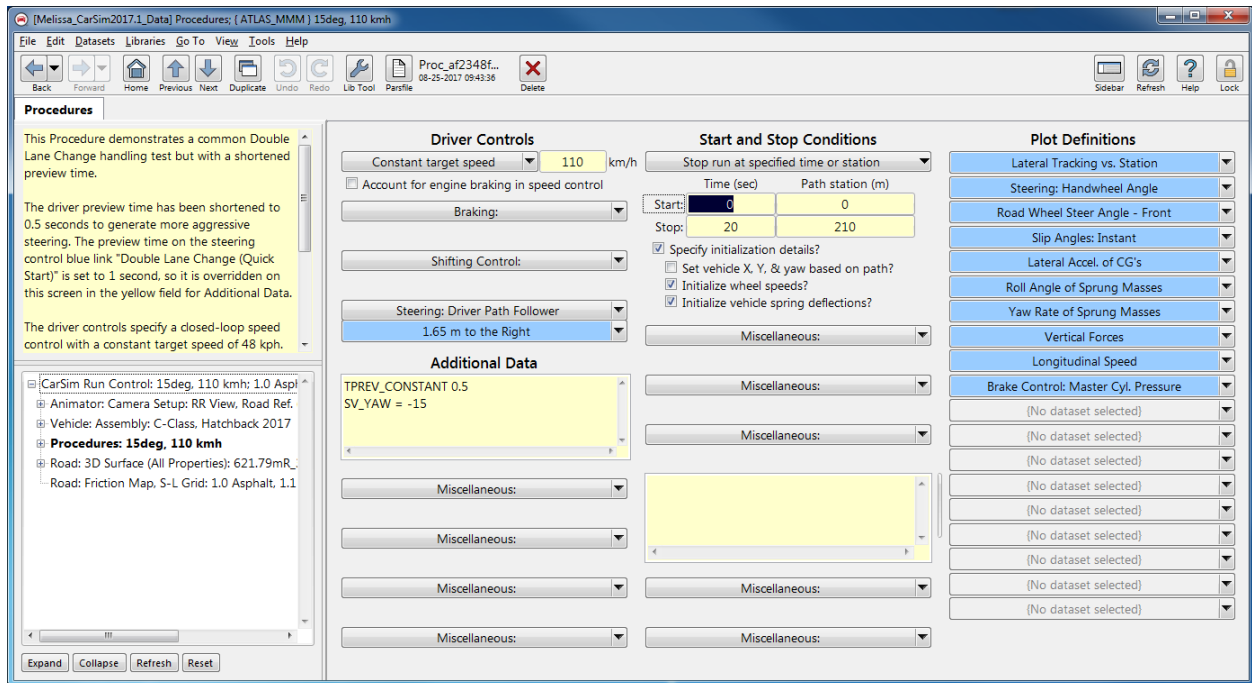 [Melissa_CarSim2017.1_Data] Procedures; { ATLAS_MMM } 15deg, 110 kmh
File Edit Datasets Libraries Go To View Tools Help
Back Forward Home Previous Next Duplicate Undo Redo Lib Tool Parsfile Proc_af2348f... 08-25-2017 09:43:36 Delete Sidebar Refresh Help Lock
Procedures
This Procedure demonstrates a common Double
Lane Change handling test but with a shortened
preview time.
The driver preview time has been shortened to
0.5 seconds to generate more aggressive
steering. The preview time on the steering
control blue link "Double Lane Change (Quick
Start)" is set to 1 second, so it is overridden on
this screen in the yellow field for Additional Data.
The driver controls specify a closed-loop speed
control with a constant target speed of 48 kph.
CarSim Run Control: 15deg, 110 kmh; 1.0 Asph
Animator: Camera Setup: RR View, Road Ref.
Vehicle: Assembly: C-Class, Hatchback 2017
Procedures: 15deg, 110 kmh
Road: 3D Surface (All Properties): 621.79mR_
Road: Friction Map, S-L Grid: 1.0 Asphalt, 1.1
Expand Collapse Refresh Reset
Driver Controls
Constant target speed 110 km/h
Account for engine braking in speed control
Braking:
Shifting Control:
Steering: Driver Path Follower
1.65 m to the Right
Additional Data
TPREV_CONSTANT 0.5
SV_YAW = -15
Miscellaneous:
Miscellaneous:
Miscellaneous:
Miscellaneous:
Start and Stop Conditions
Stop run at specified time or station
Time (sec) Path station (m)
Start: 0 0
Stop: 20 210
Specify initialization details?
Set vehicle X, Y, & yaw based on path?
Initialize wheel speeds?
Initialize vehicle spring deflections?
Miscellaneous:
Miscellaneous:
Miscellaneous:
Miscellaneous:
Miscellaneous:
Plot Definitions
Lateral Tracking vs. Station
Steering: Handwheel Angle
Road Wheel Steer Angle - Front
Slip Angles: Instant
Lateral Accel. of CG's
Roll Angle of Sprung Masses
Yaw Rate of Sprung Masses
Vertical Forces
Longitudinal Speed
Brake Control: Master Cyl. Pressure
{No dataset selected}
{No dataset selected}
{No dataset selected}
{No dataset selected}
{No dataset selected}
{No dataset selected}
{No dataset selected}
{No dataset selected}
{No dataset selected}